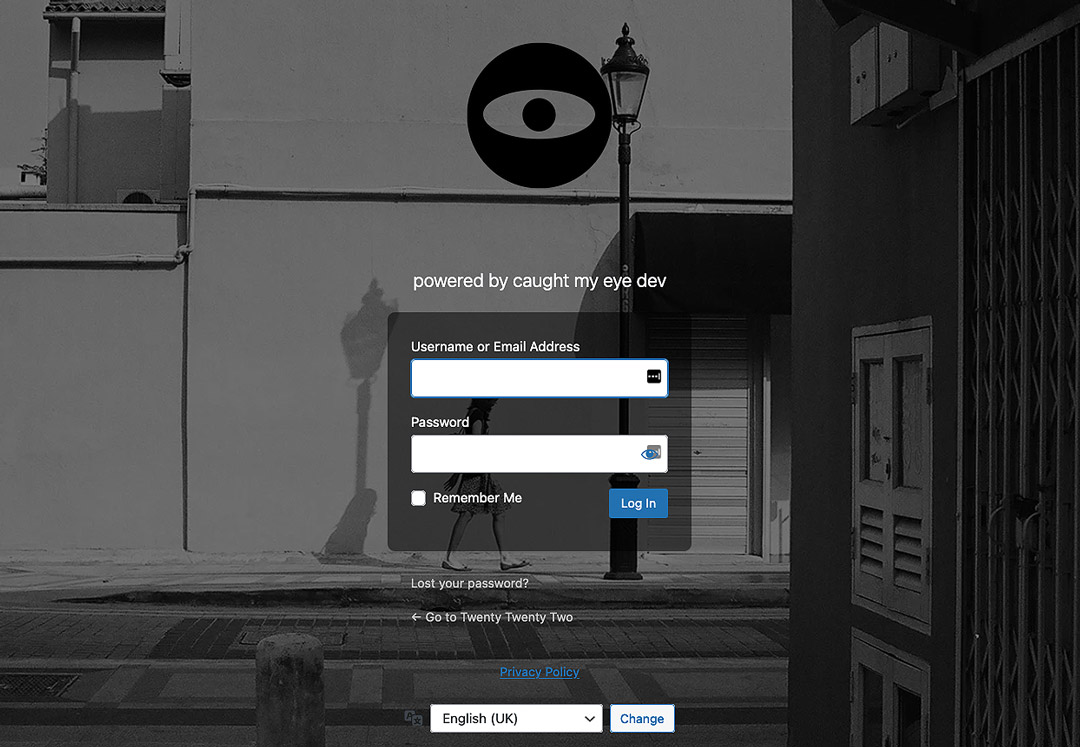 powered by caught my eye dev
Username or Email Address
Password
Remember Me
Log In
Lost your password?
← Go to Twenty Twenty Two
Privacy Policy
English (UK)
Change